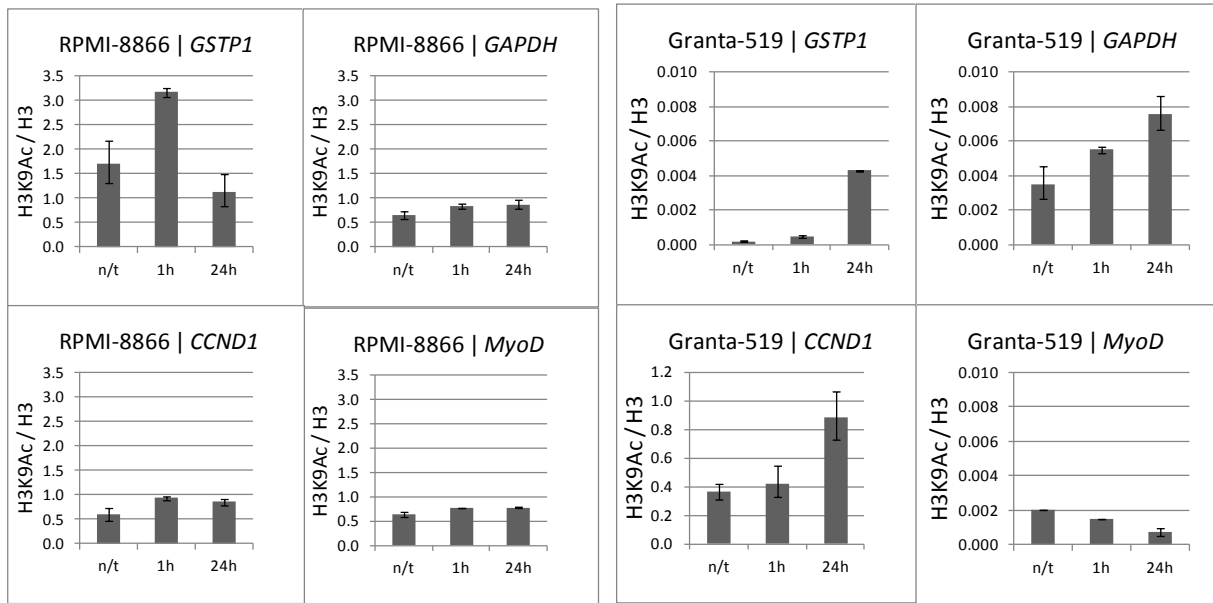 RPMI-8866 | GSTP1
H3K9Ac / H3
3.5
3.0
2.5
2.0
1.5
1.0
0.5
0.0
n/t 1h 24h
RPMI-8866 | GAPDH
3.5
3.0
2.5
2.0
1.5
1.0
0.5
0.0
n/t 1h 24h
Granta-519 | GSTP1
H3K9Ac / H3
0.010
0.008
0.006
0.004
0.002
0.000
n/t 1h 24h
Granta-519 | GAPDH
H3K9Ac / H3
0.010
0.008
0.006
0.004
0.002
0.000
n/t 1h 24h
RPMI-8866 | CCND1
H3K9Ac / H3
3.5
3.0
2.5
2.0
1.5
1.0
0.5
0.0
n/t 1h 24h
RPMI-8866 | MyoD
H3K9Ac / H3
3.5
3.0
2.5
2.0
1.5
1.0
0.5
0.0
n/t 1h 24h
Granta-519 | CCND1
H3K9Ac / H3
1.2
1.0
0.8
0.6
0.4
0.2
0.0
n/t 1h 24h
Granta-519 | MyoD
H3K9Ac / H3
0.010
0.008
0.006
0.004
0.002
0.000
n/t 1h 24h